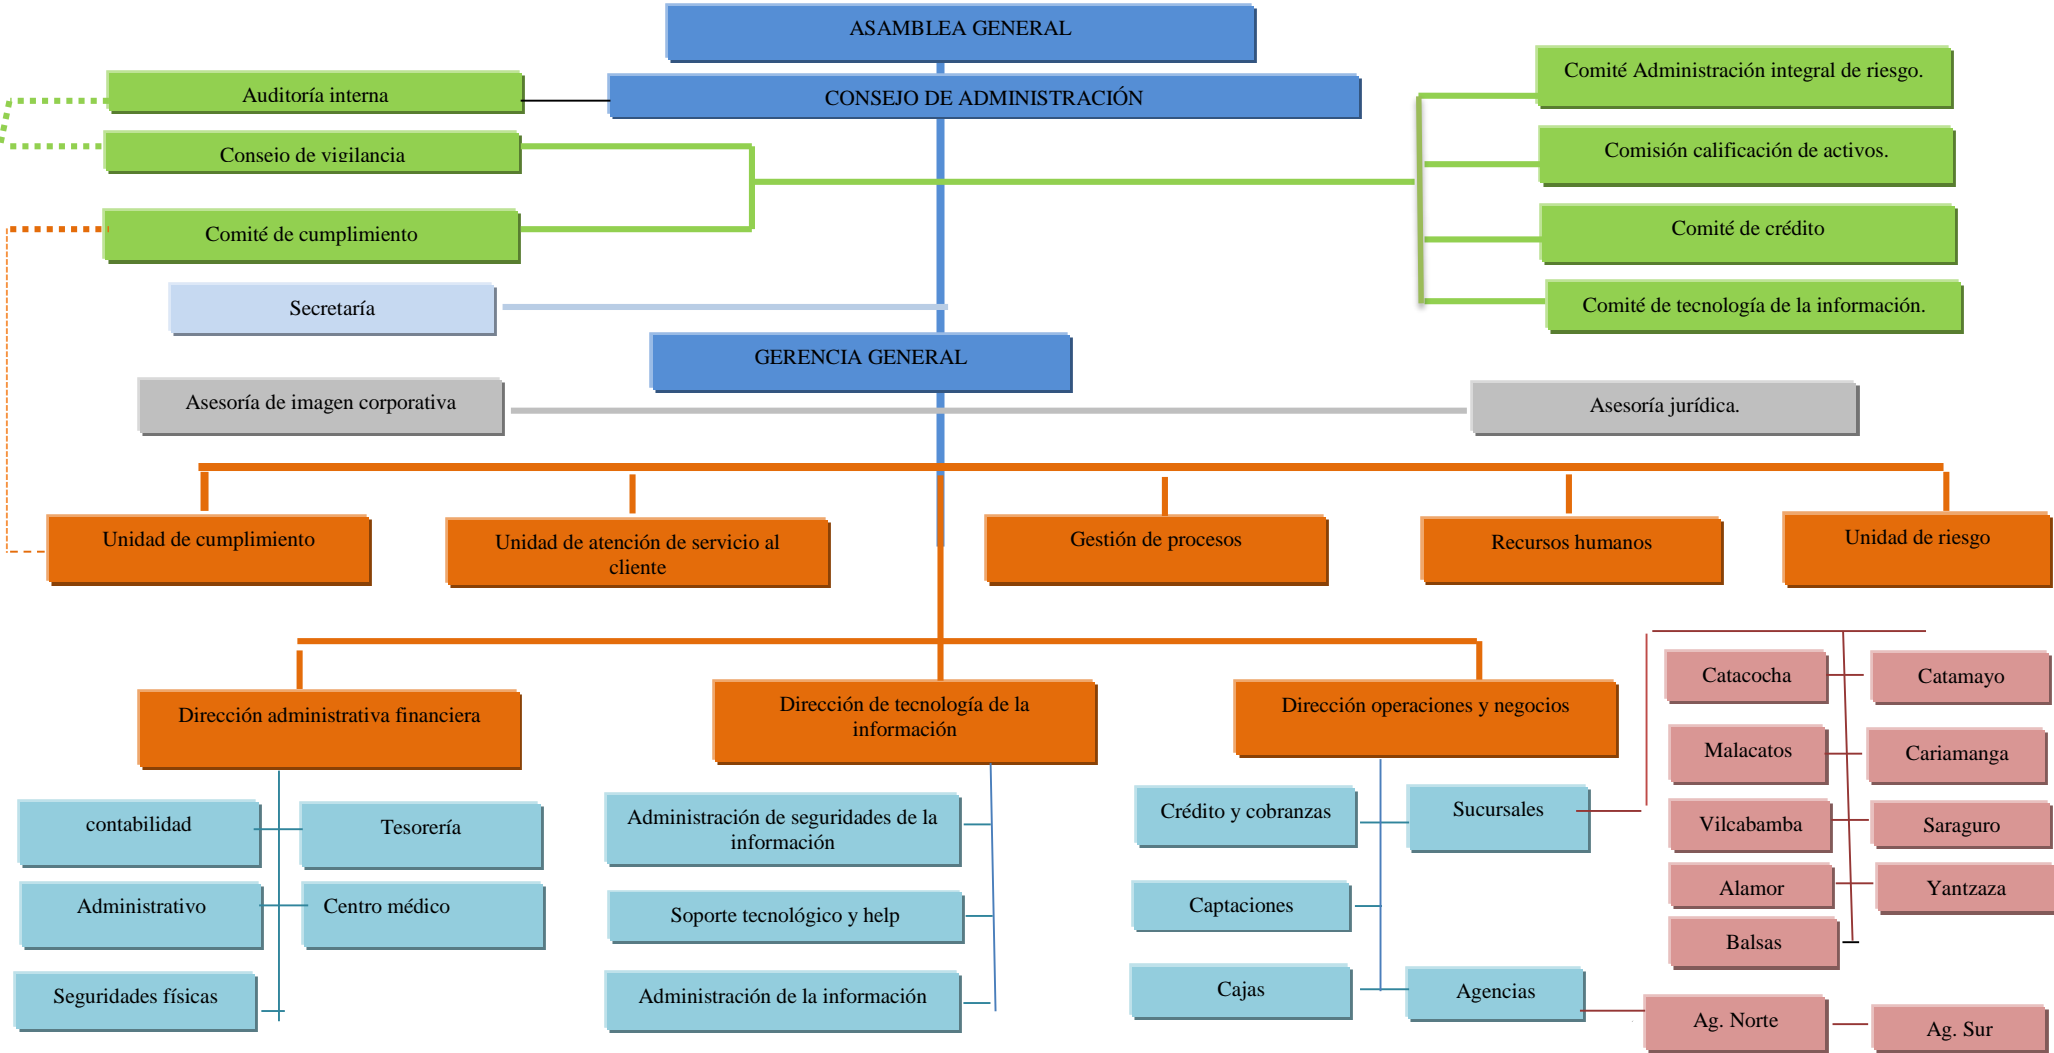 ASAMBLEA GENERAL
Auditoría interna
CONSEJO DE ADMINISTRACIÓN
Comité Administración integral de riesgo.
Consejo de vigilancia
Comisión calificación de activos.
Comité de cumplimiento
Comité de crédito
Secretaría
Comité de tecnología de la información.
GERENCIA GENERAL
Asesoría de imagen corporativa
Asesoría jurídica.
Unidad de cumplimiento
Unidad de atención de servicio al
cliente
Gestión de procesos
Recursos humanos
Unidad de riesgo
Dirección administrativa financiera
Dirección de tecnología de la
información
Dirección operaciones y negocios
contabilidad
Tesorería
Administrativo
Centro médico
Seguridades físicas
Administración de seguridades de la
información
Soporte tecnológico y help
Administración de la información
Crédito y cobranzas
Sucursales
Captaciones
Cajas
Agencias
Catacocha
Catamayo
Malacatos
Cariamanga
Vilcabamba
Saraguro
Alamor
Yantzaza
Balsas
Ag. Norte
Ag. Sur